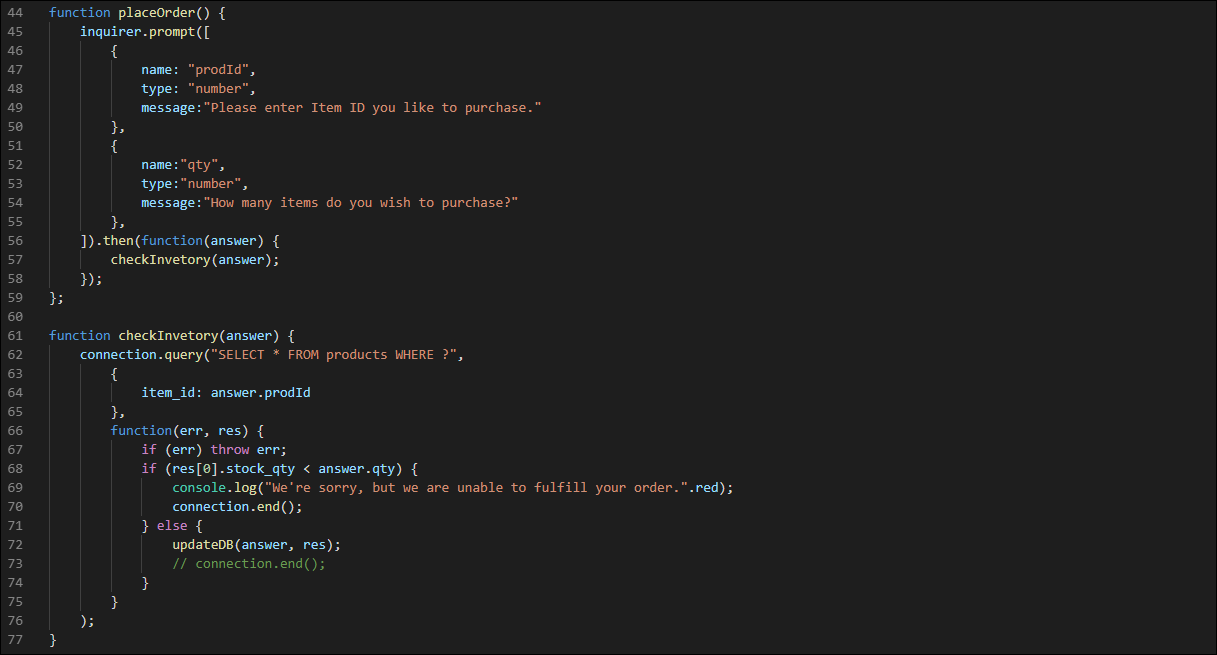 44 function placeOrder() {
45     inquirer.prompt([
46         {
47             name: "prodId",
48             type: "number",
49             message:"Please enter Item ID you like to purchase."
50         },
51         {
52             name:"qty",
53             type:"number",
54             message:"How many items do you wish to purchase?"
55         },
56     ]).then(function(answer) {
57         checkInvetory(answer);
58     });
59 };
60
61 function checkInvetory(answer) {
62     connection.query("SELECT * FROM products WHERE ?",
63         {
64             item_id: answer.prodId
65         },
66         function(err, res) {
67             if (err) throw err;
68             if (res[0].stock_qty < answer.qty) {
69                 console.log("We're sorry, but we are unable to fulfill your order.".red);
70                 connection.end();
71             } else {
72                 updateDB(answer, res);
73                 // connection.end();
74             }
75         }
76     );
77 }